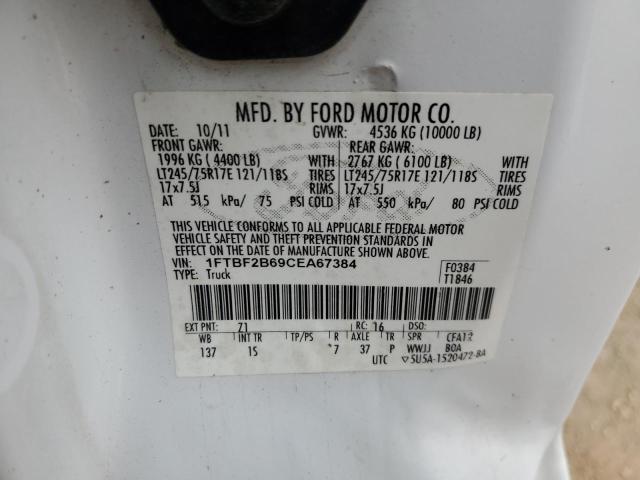 MFD. BY FORD MOTOR CO.
DATE: 10/11 GVWR: 4536 KG (10000 LB)
FRONT GAWR: REAR GAWR:
1996 KG ( 4400 LB) WITH 2767 KG ( 6100 LB) WITH
LT245/75R17E 121/118S TIRES LT245/75R17E 121/118S TIRES
17x7.5J RIMS 17x7.5J RIMS
AT 515 kPa/ 75 PSI COLD AT 550 kPa/ 80 PSI COLD
THIS VEHICLE CONFORMS TO ALL APPLICABLE FEDERAL MOTOR
VEHICLE SAFETY AND THEFT PREVENTION STANDARDS IN
EFFECT ON THE DATE OF MANUFACTURE SHOWN ABOVE.
VIN: 1FTBF2B69CEA67384 F0384
TYPE: Truck T1846
EXT PNT: Z1 RC: 16 DSO:
WB INT TR TP/PS R AXLE TR SPR CFA12
137 1S 7 37 P WWJJ BOA
UTC 5U5A-1520472-BA